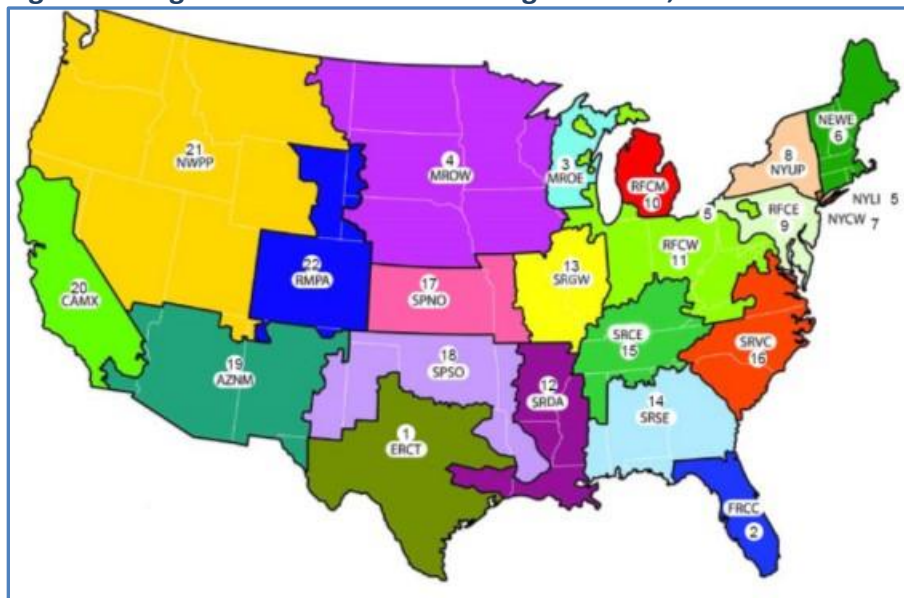 21
NWPP
4
MROW
3
MROE
RFCM
10
NEWE
6
8
NYUP
NYLI 5
NYCW 7
5
RFCE
9
RFCW
11
13
SRGW
22
RMPA
17
SPNO
20
CAMX
SRCE
15
SRVC
16
19
AZNM
18
SPSO
12
SRDA
14
SRSE
1
ERCT
FRCC
2